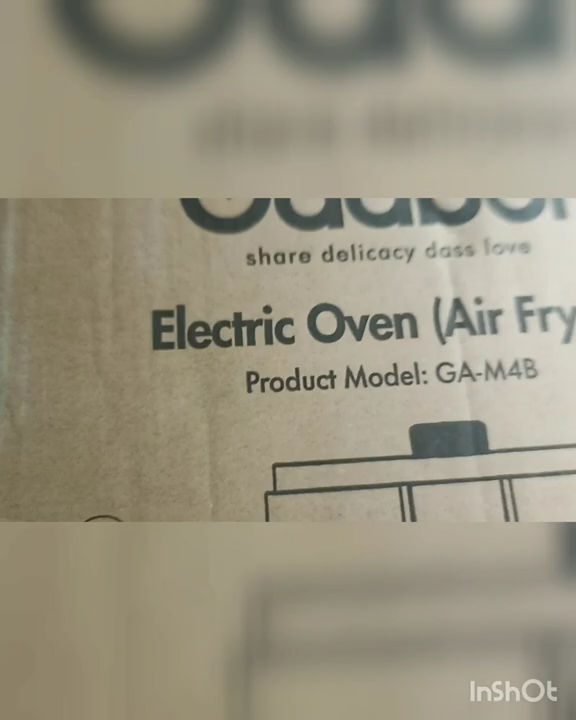 share delicacy dass love
Electric Oven (Air Fry
Product Model: GA-M4B
InShOt